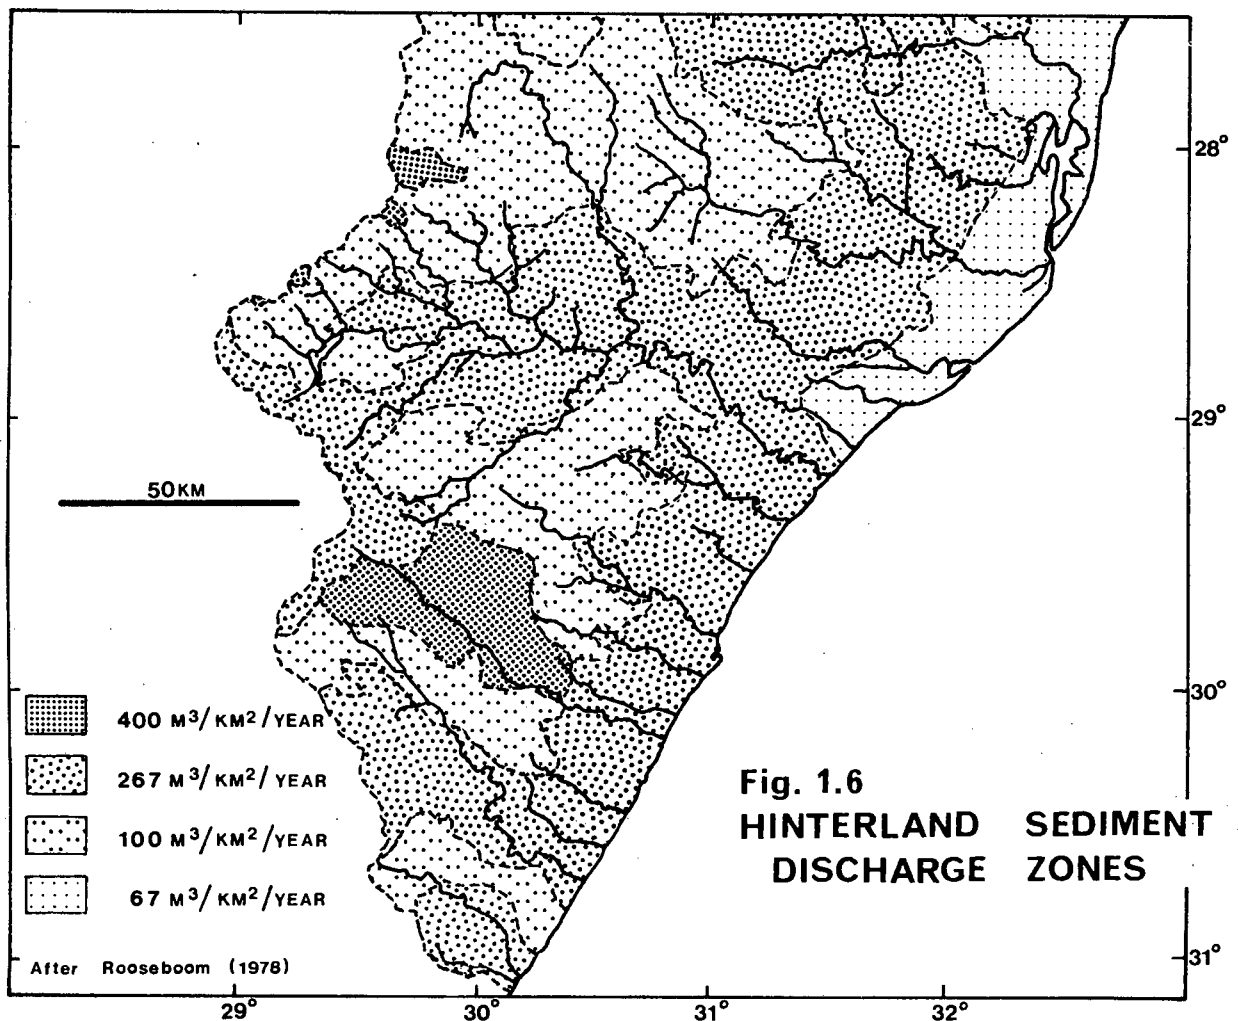 28°
29°
50KM
30°
400 M³/KM²/YEAR
267 M³/KM²/YEAR
100 M³/KM²/YEAR
67 M³/KM²/YEAR
Fig. 1.6
HINTERLAND SEDIMENT
DISCHARGE ZONES
After Rooseboom (1978)
31°
29°
30°
31°
32°